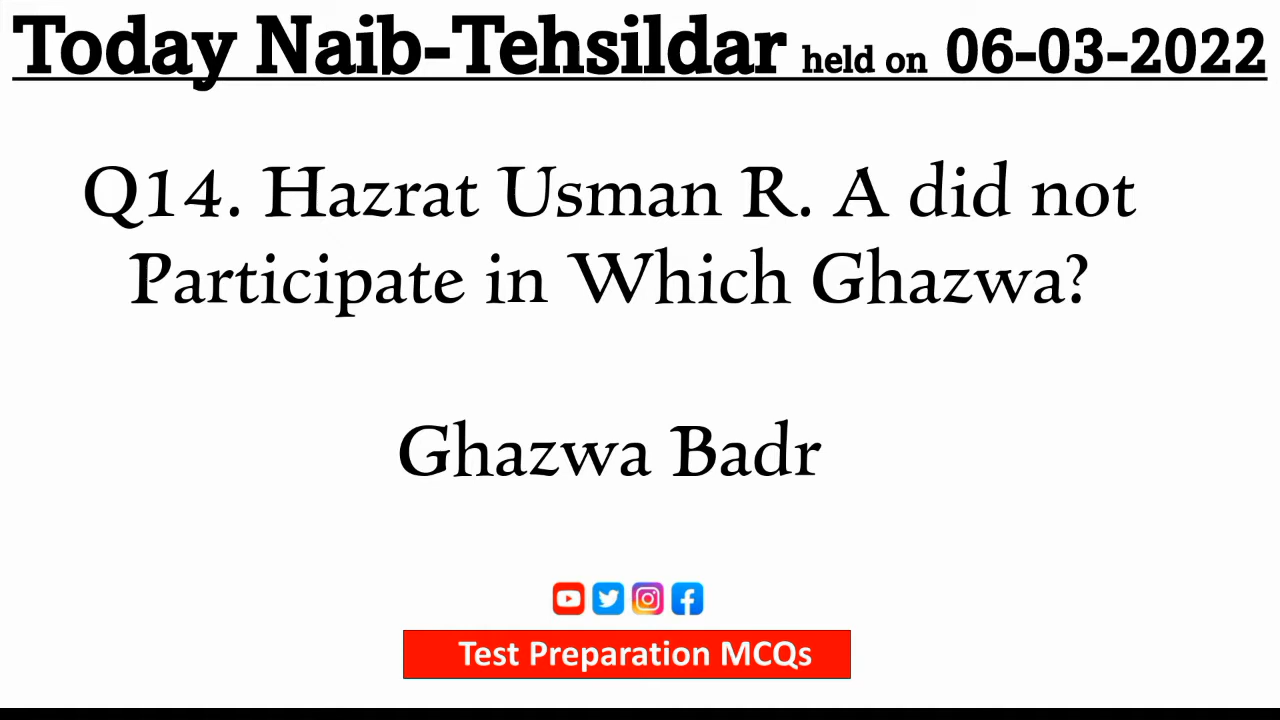 Today Naib-Tehsildar held on 06-03-2022
Q14. Hazrat Usman R. A did not
Participate in Which Ghazwa?
Ghazwa Badr
Test Preparation MCQs